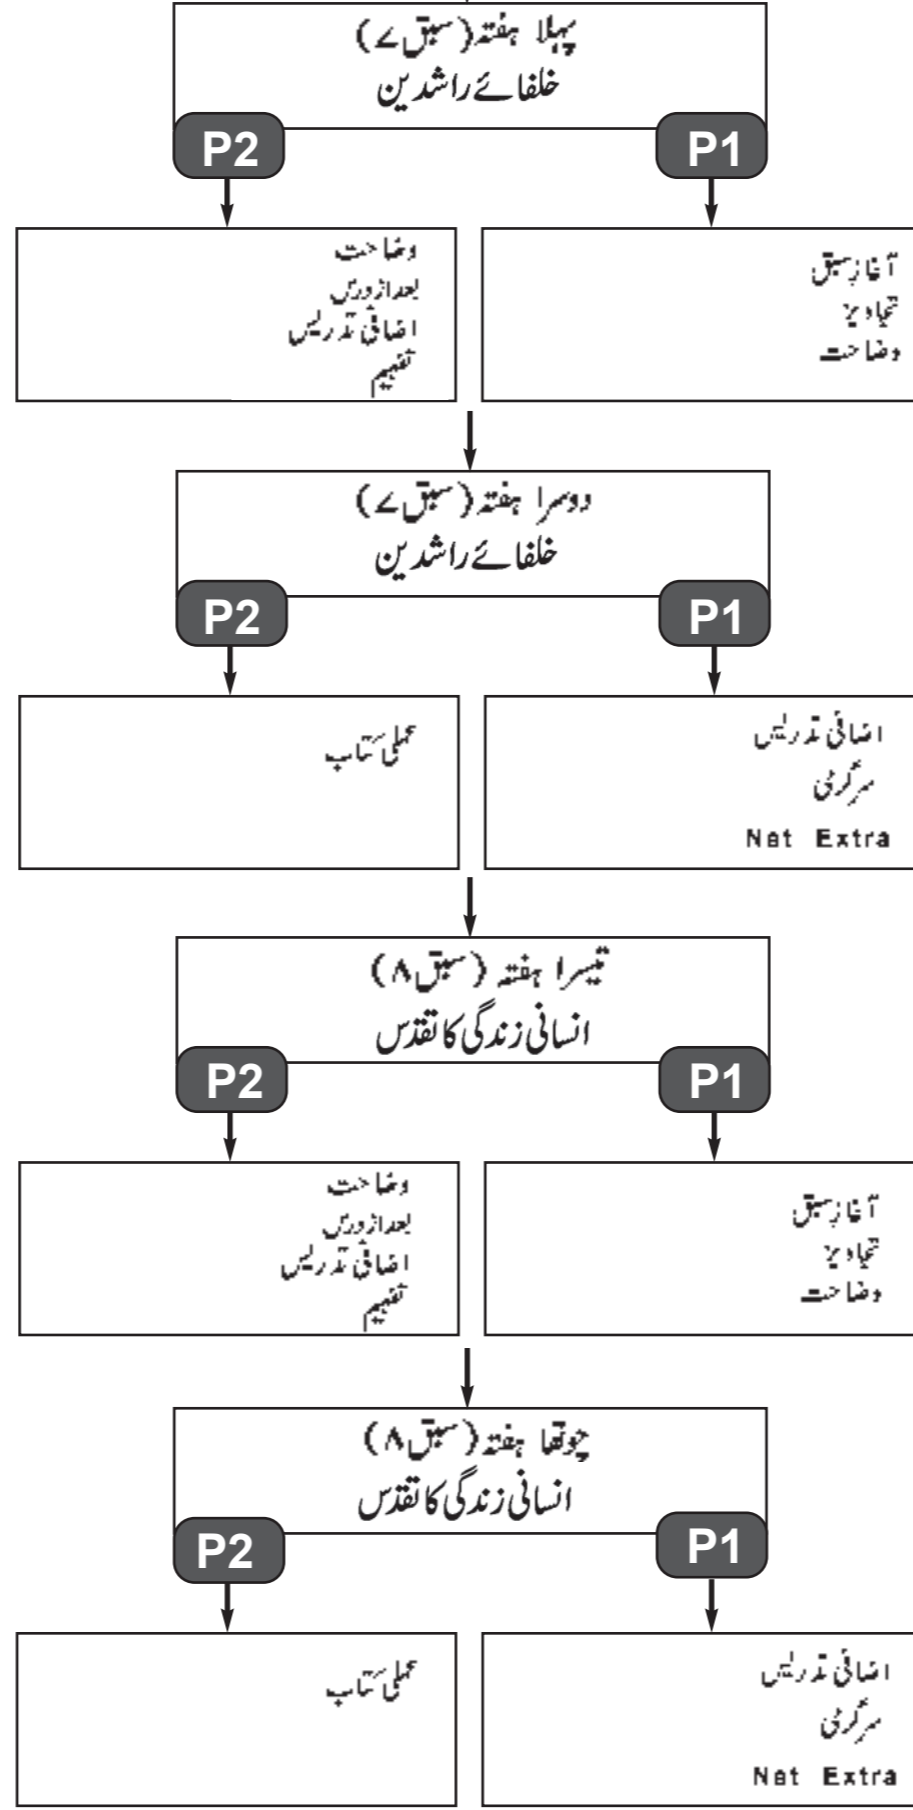 پہلا ہفتہ (سبق ۷)
خلفائے راشدین
P1
P2
آغازِ سبق
تجاویز
وضاحت
وضاحت
بعد از درس
اضافی تدریس
تفہیم
دوسرا ہفتہ (سبق ۷)
خلفائے راشدین
P1
P2
اضافی تدریس
سرگرمی
Net Extra
عملی کتاب
تیسرا ہفتہ (سبق ۸)
انسانی زندگی کا تقدّس
P1
P2
آغازِ سبق
تجاویز
وضاحت
وضاحت
بعد از درس
اضافی تدریس
تفہیم
چوتھا ہفتہ (سبق ۸)
انسانی زندگی کا تقدّس
P1
P2
اضافی تدریس
سرگرمی
Net Extra
عملی کتاب